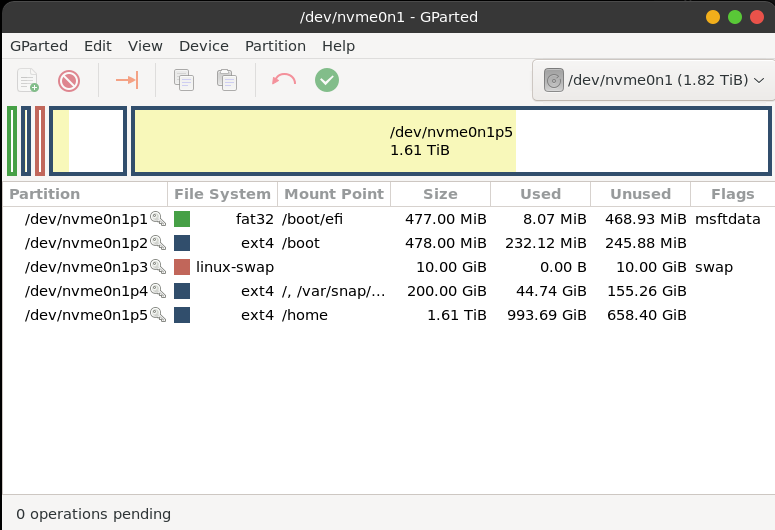 /dev/nvme0n1 - GParted
GParted Edit View Device Partition Help
/dev/nvme0n1 (1.82 TiB)
/dev/nvme0n1p5
1.61 TiB
Partition File System Mount Point Size Used Unused Flags
/dev/nvme0n1p1 fat32 /boot/efi 477.00 MiB 8.07 MiB 468.93 MiB msftdata
/dev/nvme0n1p2 ext4 /boot 478.00 MiB 232.12 MiB 245.88 MiB
/dev/nvme0n1p3 linux-swap 10.00 GiB 0.00 B 10.00 GiB swap
/dev/nvme0n1p4 ext4 /, /var/snap/... 200.00 GiB 44.74 GiB 155.26 GiB
/dev/nvme0n1p5 ext4 /home 1.61 TiB 993.69 GiB 658.40 GiB
0 operations pending